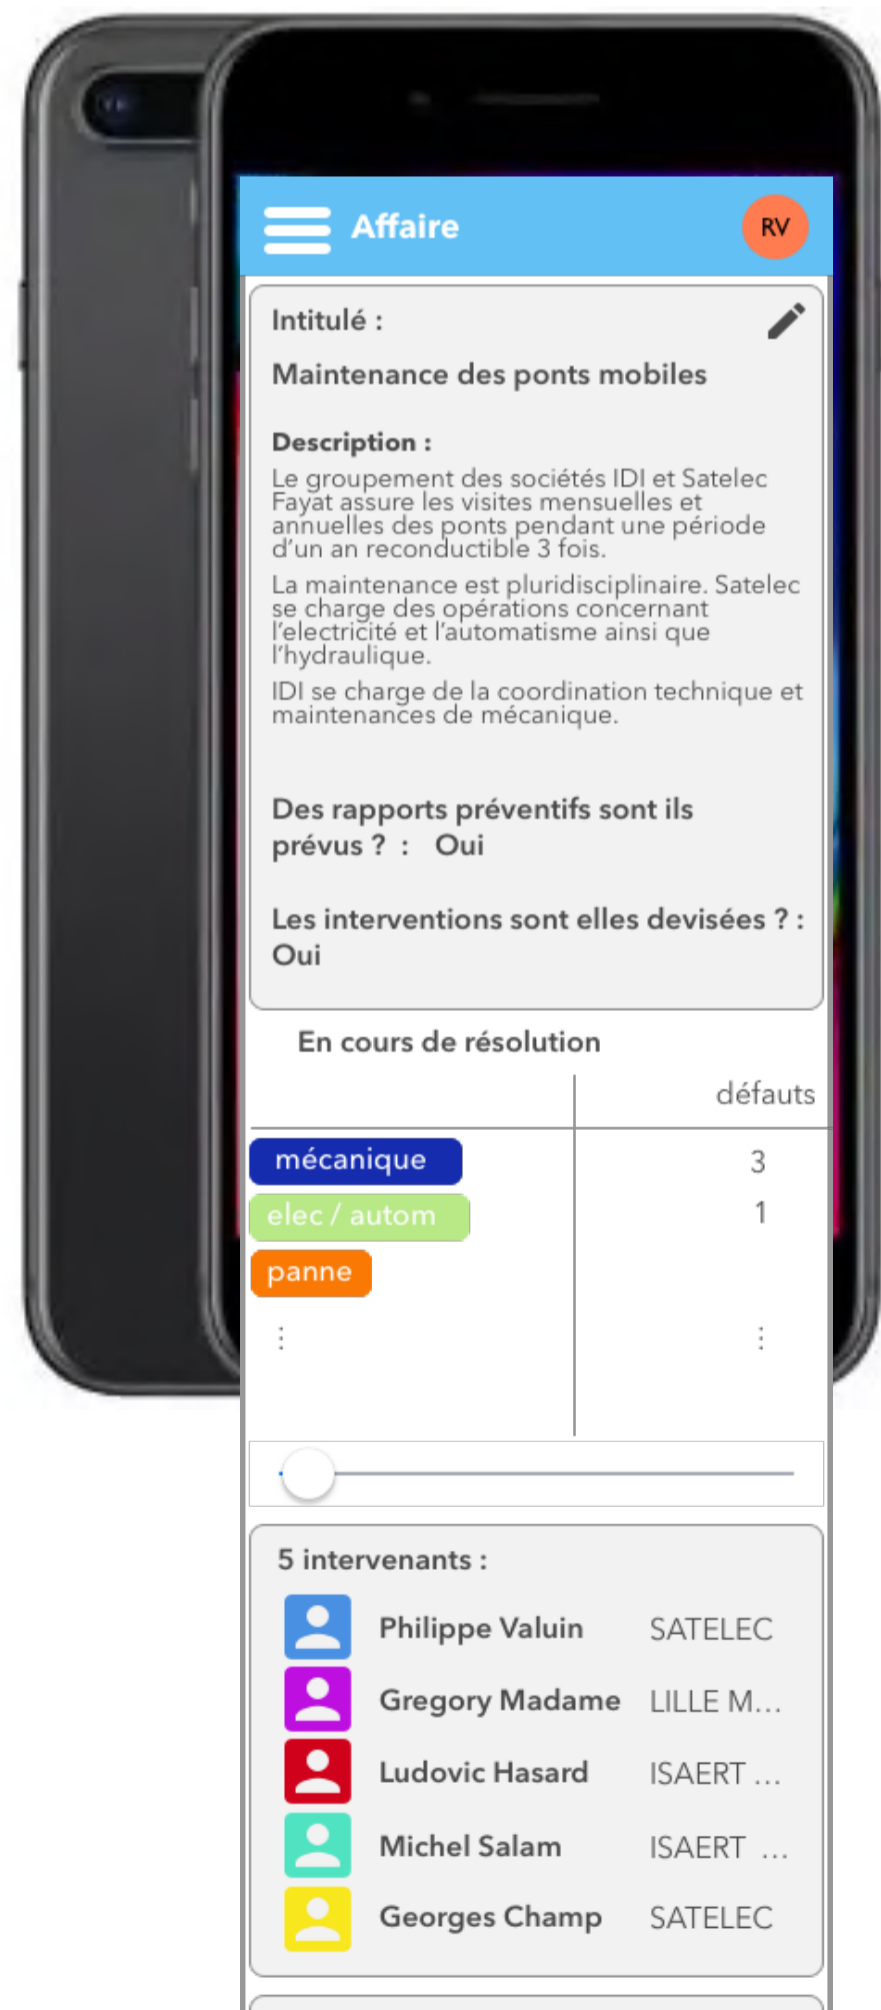 Affaire
RV
Intitulé :
Maintenance des ponts mobiles
Description :
Le groupement des sociétés IDI et Satelec
Fayat assure les visites mensuelles et
annuelles des ponts pendant une période
d'un an reconductible 3 fois.
La maintenance est pluridisciplinaire. Satelec
se charge des opérations concernant
l'electricité et l'automatisme ainsi que
l'hydraulique.
IDI se charge de la coordination technique et
maintenances de mécanique.
Des rapports préventifs sont ils
prévus ? : Oui
Les interventions sont elles devisées ? :
Oui
En cours de résolution
défauts
mécanique 3
elec / autom 1
panne
⋮ ⋮
5 intervenants :
Philippe Valuin SATELEC
Gregory Madame LILLE M...
Ludovic Hasard ISAERT ...
Michel Salam ISAERT ...
Georges Champ SATELEC